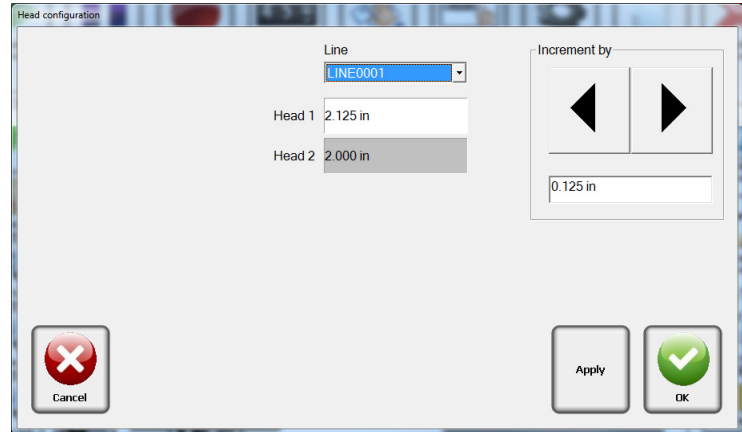 Head configuration
Line
LINE0001
Head 1 2.125 in
Head 2 2.000 in
Increment by
0.125 in
Cancel
Apply
OK